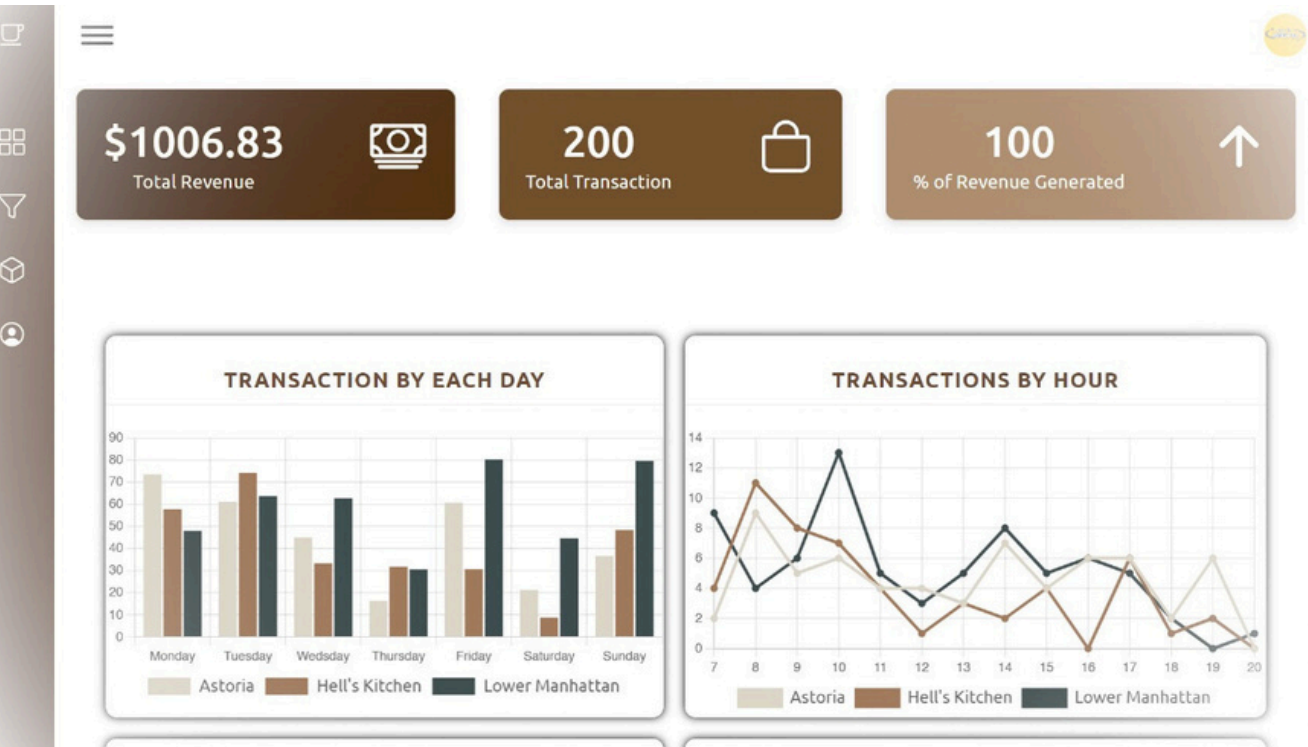 $1006.83
Total Revenue
200
Total Transaction
100
% of Revenue Generated
TRANSACTION BY EACH DAY
90
80
70
60
50
40
30
20
10
0
Monday Tuesday Wedsday Thursday Friday Saturday Sunday
Astoria Hell's Kitchen Lower Manhattan
TRANSACTIONS BY HOUR
14
12
10
8
6
4
2
0
7 8 9 10 11 12 13 14 15 16 17 18 19 20
Astoria Hell's Kitchen Lower Manhattan